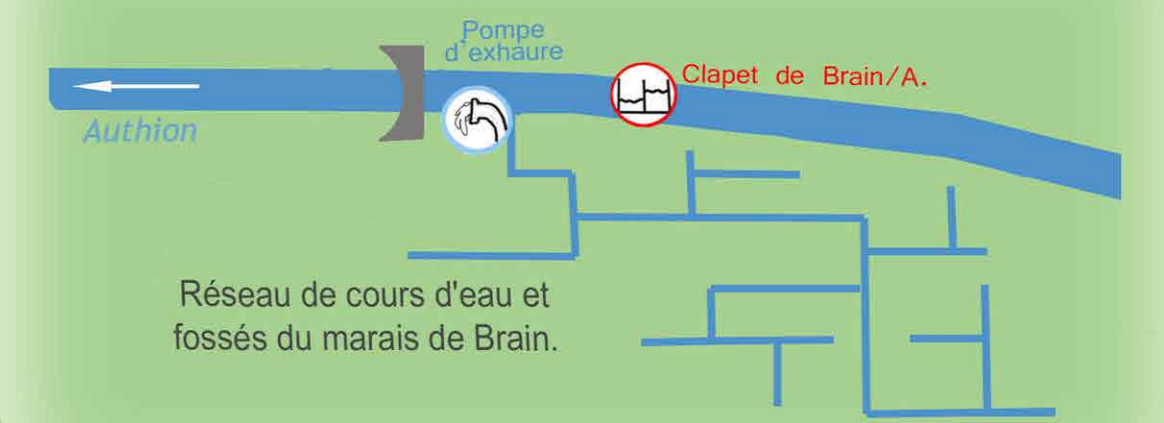 Pompe
d'exhaure
Clapet de Brain/A.
Authion
Réseau de cours d'eau et
fossés du marais de Brain.